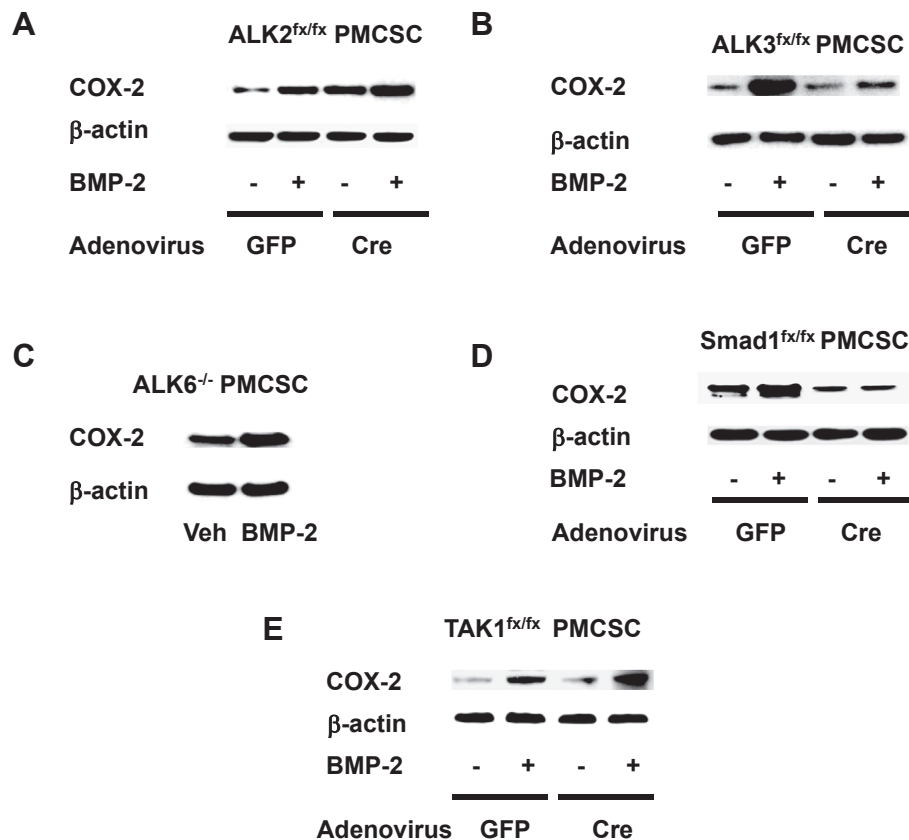 A
ALK2fx/fx PMCSC
COX-2
β-actin
BMP-2 - + - +
Adenovirus GFP Cre
B
ALK3fx/fx PMCSC
COX-2
β-actin
BMP-2 - + - +
Adenovirus GFP Cre
C
ALK6-/- PMCSC
COX-2
β-actin
Veh BMP-2
D
Smad1fx/fx PMCSC
COX-2
β-actin
BMP-2 - + - +
Adenovirus GFP Cre
E
TAK1fx/fx PMCSC
COX-2
β-actin
BMP-2 - + - +
Adenovirus GFP Cre